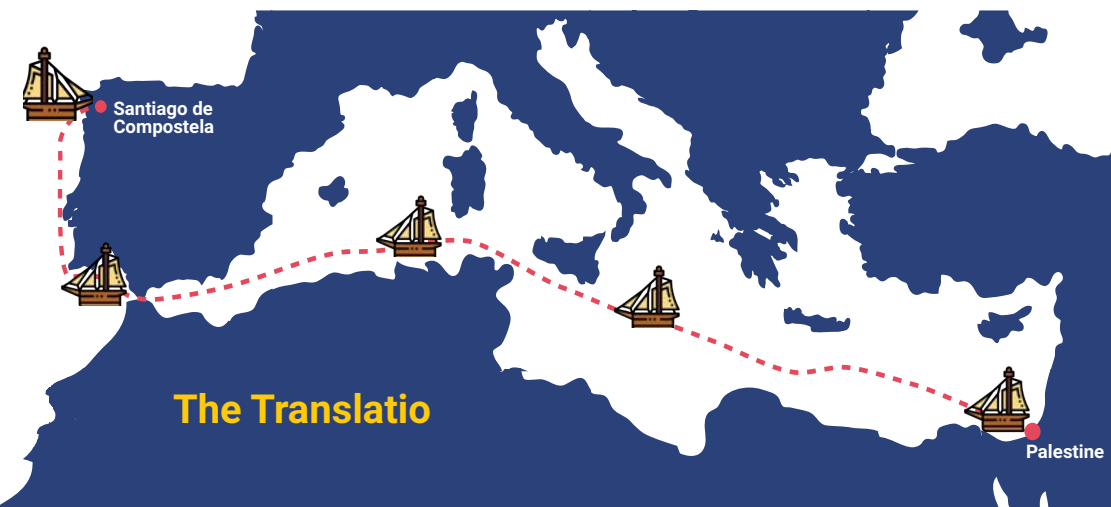 Santiago de
Compostela
The Translatio
Palestine